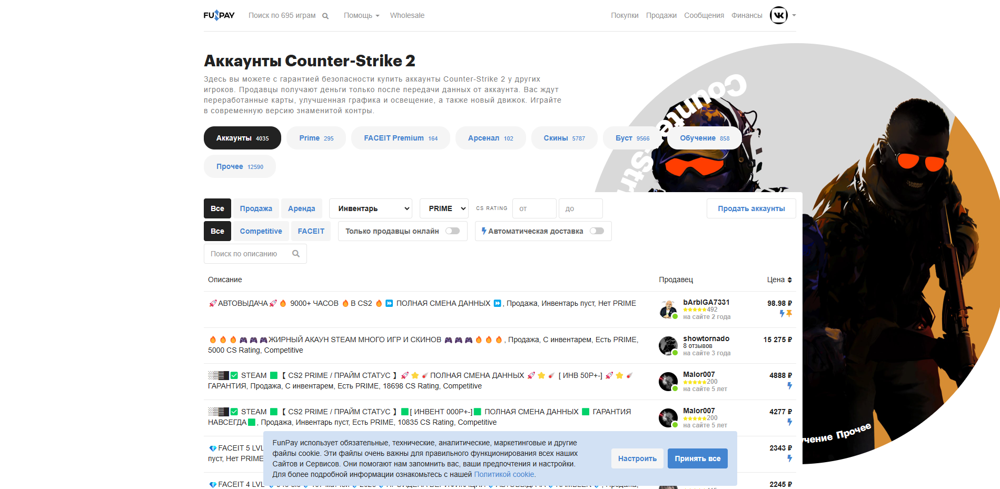 FUNPAY Поиск по 695 играм Помощь Wholesale Покупки Продажи Сообщения Финансы
Аккаунты Counter-Strike 2
Здесь вы можете с гарантией безопасности купить аккаунты Counter-Strike 2 у других
игроков. Продавцы получают деньги только после передачи данных от аккаунта. Вас ждут
переработанные карты, улучшенная графика и освещение, а также новый движок. Играйте
в современную версию знаменитой контры.
Аккаунты 4035 Prime 295 FACEIT Premium 164 Арсенал 102 Скины 5787 Буст 9566 Обучение 858
Прочее 12590
Все Продажа Аренда Инвентарь PRIME CS RATING от до Продать аккаунты
Все Competitive FACEIT Только продавцы онлайн Автоматическая доставка
Поиск по описанию
Описание Продавец Цена
🚀АВТОВЫДАЧА🚀🔥 9000+ ЧАСОВ 🔥В CS2 🔥⏩ ПОЛНАЯ СМЕНА ДАННЫХ ⏩, Продажа, Инвентарь пуст, Нет PRIME
bArbIGA7331
492
на сайте 2 года
98.98 ₽
🔥🔥🔥🎮🎮🎮ЖИРНЫЙ АКАУН STEAM МНОГО ИГР И СКИНОВ 🎮🎮🎮🔥🔥🔥, Продажа, С инвентарем, Есть PRIME,
5000 CS Rating, Competitive
showtornado
8 отзывов
на сайте 3 года
15 275 ₽
░▒▓█✅ STEAM 🟩【 CS2 PRIME / ПРАЙМ СТАТУС 】🚀⭐☄️ПОЛНАЯ СМЕНА ДАННЫХ 🚀⭐☄️ [ ИНВ 50Р+-] 🚀⭐☄️
ГАРАНТИЯ, Продажа, С инвентарем, Есть PRIME, 18698 CS Rating, Competitive
Malor007
200
на сайте 5 лет
4888 ₽
░▒▓█✅ STEAM 🟩【 CS2 PRIME / ПРАЙМ СТАТУС 】🟩[ ИНВЕНТ 000Р+-]🟩 ПОЛНАЯ СМЕНА ДАННЫХ 🟩 ГАРАНТИЯ
НАВСЕГДА🟩, Продажа, Инвентарь пуст, Есть PRIME, 10835 CS Rating, Competitive
Malor007
200
на сайте 5 лет
4277 ₽
💎FACEIT 5 LVL
пуст, Нет PRIME
2343 ₽
💎FACEIT 4 LVL
2245 ₽
FunPay использует обязательные, технические, аналитические, маркетинговые и другие
файлы cookie. Эти файлы очень важны для правильного функционирования всех наших
Сайтов и Сервисов. Они помогают нам запомнить вас, ваши предпочтения и настройки.
Для более подробной информации ознакомьтесь с нашей Политикой cookie.
Настроить Принять все
Прочее